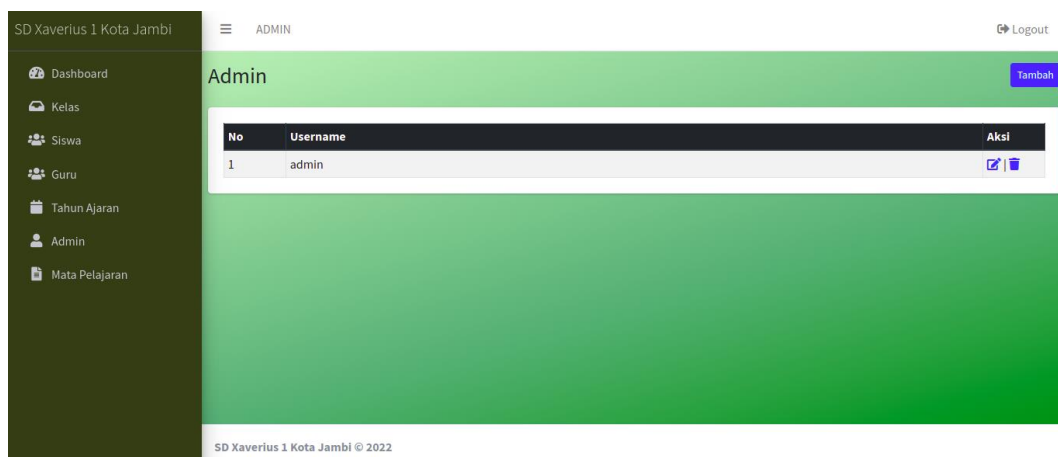 SD Xaverius 1 Kota Jambi
ADMIN
Logout
Dashboard
Kelas
Siswa
Guru
Tahun Ajaran
Admin
Mata Pelajaran
Admin
Tambah
No Username Aksi
1 admin |
SD Xaverius 1 Kota Jambi © 2022